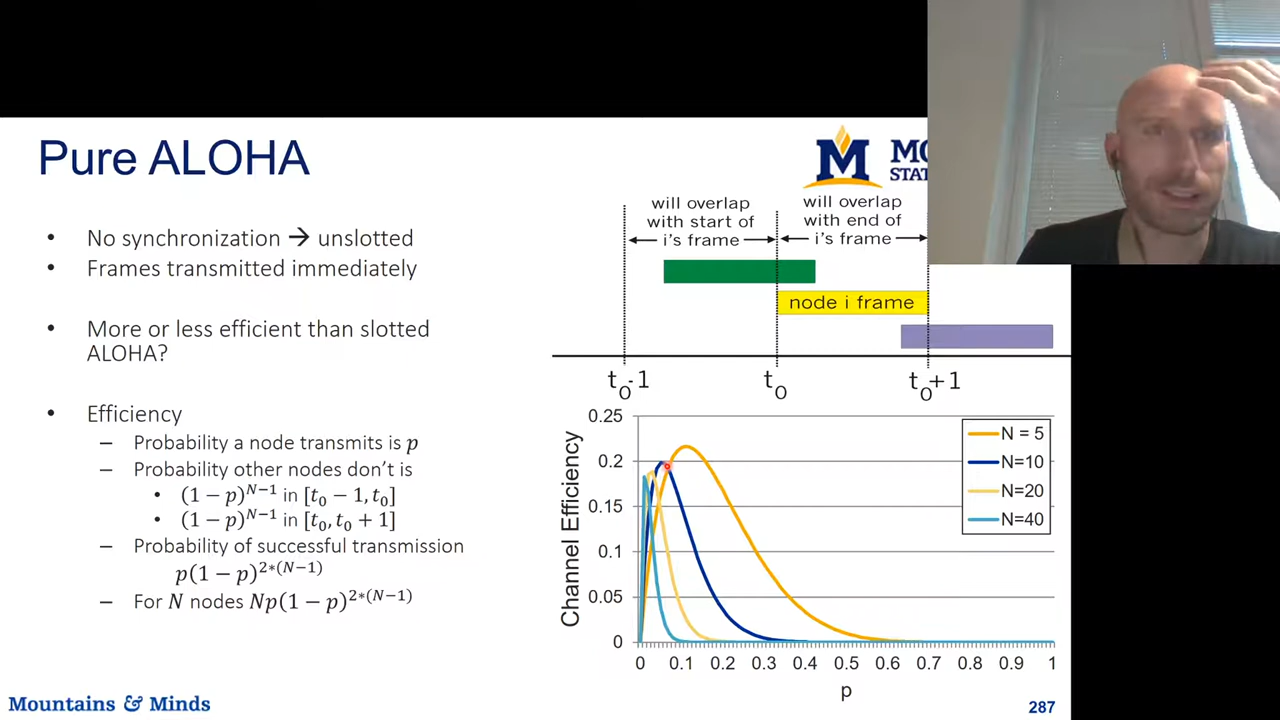 Pure ALOHA
M MO
STAT
• No synchronization → unslotted
• Frames transmitted immediately
• More or less efficient than slotted
ALOHA?
• Efficiency
– Probability a node transmits is p
– Probability other nodes don't is
• (1 − p)^{N−1} in [t₀ − 1, t₀]
• (1 − p)^{N−1} in [t₀, t₀ + 1]
– Probability of successful transmission
p(1 − p)^{2*(N−1)}
– For N nodes Np(1 − p)^{2*(N−1)}
will overlap
with start of
i's frame
will overlap
with end of
i's frame
node i frame
t₀-1
t₀
t₀+1
Channel Efficiency
0.25
0.2
0.15
0.1
0.05
0
0 0.1 0.2 0.3 0.4 0.5 0.6 0.7 0.8 0.9 1
p
N = 5
N=10
N=20
N=40
Mountains & Minds
287